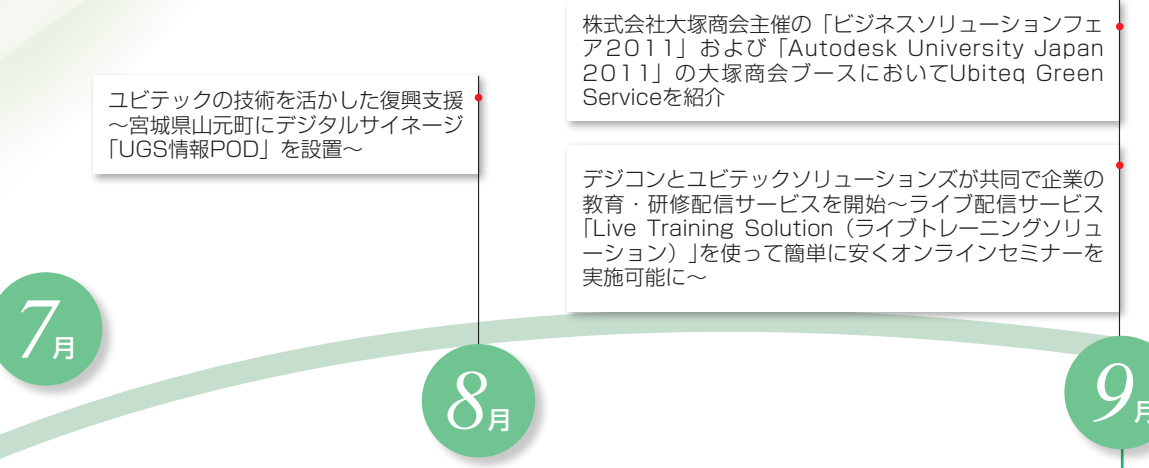 株式会社大塚商会主催の「ビジネスソリューションフェ
ア2011」および「Autodesk University Japan
2011」の大塚商会ブースにおいてUbiteq Green
Serviceを紹介
ユビテックの技術を活かした復興支援
～宮城県山元町にデジタルサイネージ
「UGS情報POD」を設置～
デジコンとユビテックソリューションズが共同で企業の
教育・研修配信サービスを開始～ライブ配信サービス
「Live Training Solution（ライブトレーニングソリュ
ーション）」を使って簡単に安くオンラインセミナーを
実施可能に～
7月
8月
9月